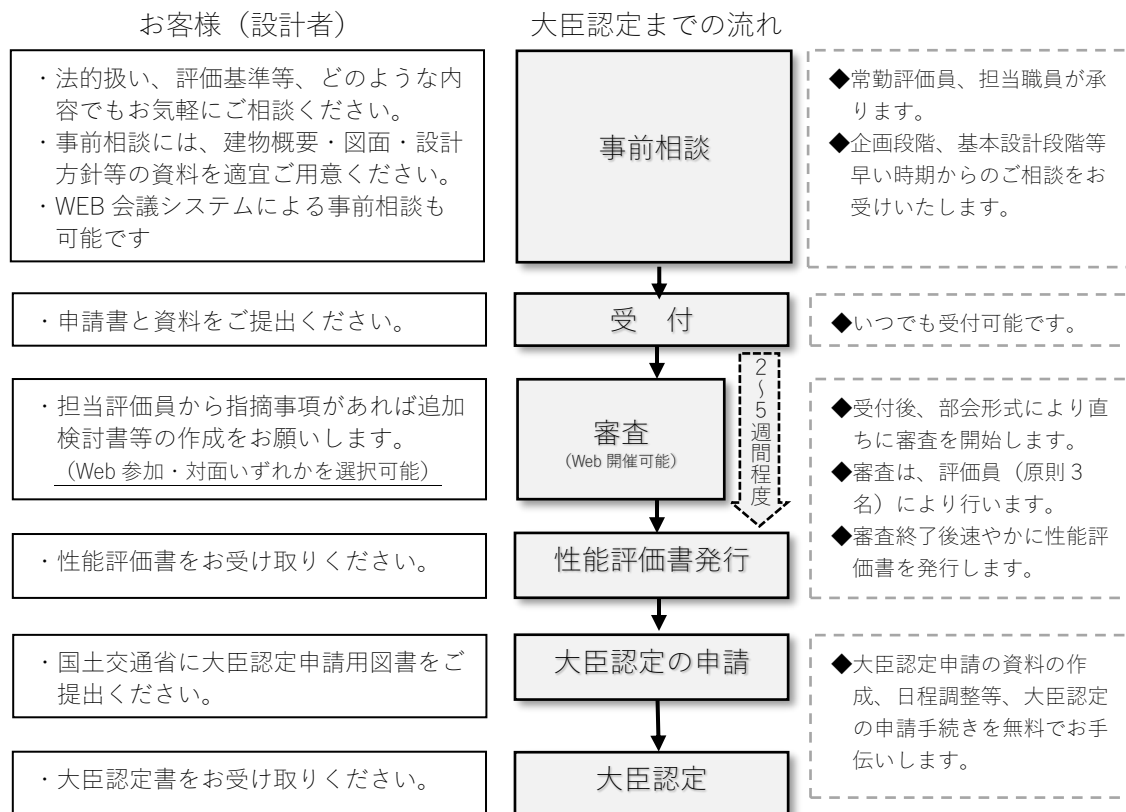 お客様（設計者）
大臣認定までの流れ
・法的扱い、評価基準等、どのような内
容でもお気軽にご相談ください。
・事前相談には、建物概要・図面・設計
方針等の資料を適宜ご用意ください。
・WEB 会議システムによる事前相談も
可能です
事前相談
◆常勤評価員、担当職員が承
ります。
◆企画段階、基本設計段階等
早い時期からのご相談をお
受けいたします。
・申請書と資料をご提出ください。
受　付
◆いつでも受付可能です。
・担当評価員から指摘事項があれば追加
検討書等の作成をお願いします。
（Web 参加・対面いずれかを選択可能）
審査
（Web 開催可能）
2～5週間程度
◆受付後、部会形式により直
ちに審査を開始します。
◆審査は、評価員（原則 3
名）により行います。
◆審査終了後速やかに性能評
価書を発行します。
・性能評価書をお受け取りください。
性能評価書発行
・国土交通省に大臣認定申請用図書をご
提出ください。
大臣認定の申請
◆大臣認定申請の資料の作
成、日程調整等、大臣認定
の申請手続きを無料でお手
伝いします。
・大臣認定書をお受け取りください。
大臣認定